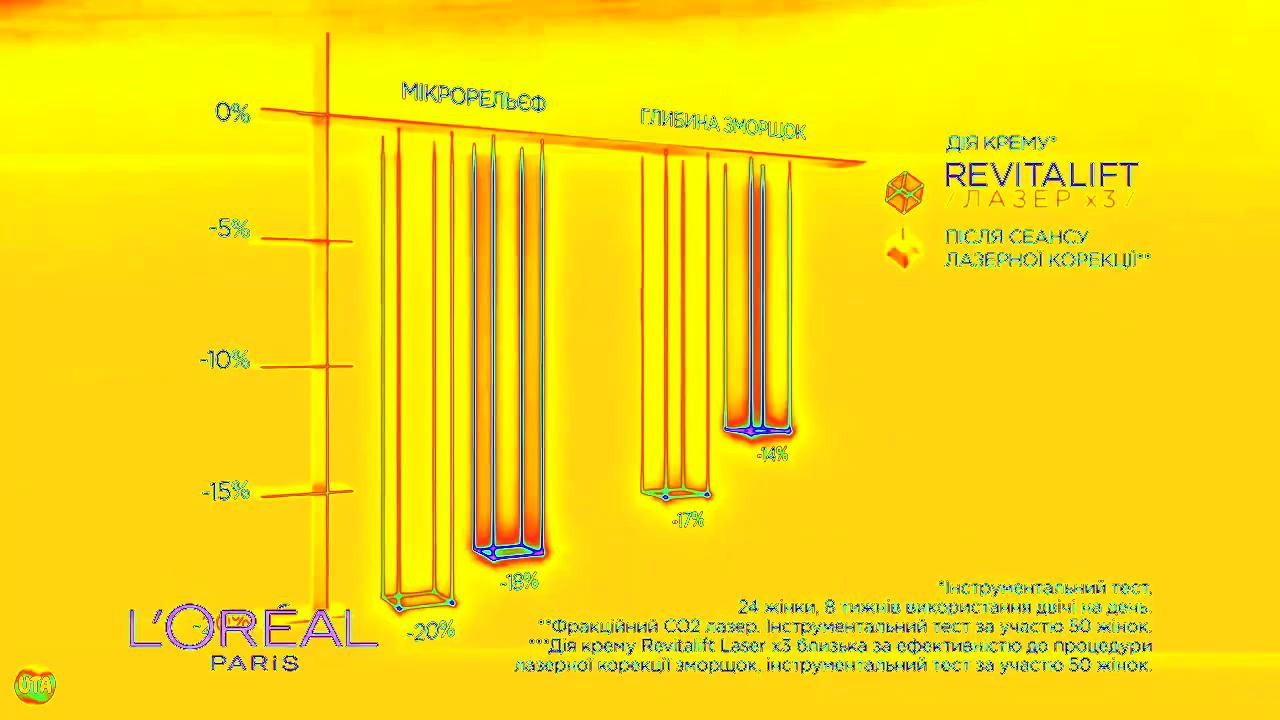 0%
-5%
-10%
-15%
МІКРОРЕЛЬЄФ
ГЛИБИНА ЗМОРЩОК
-20%
-18%
-17%
-14%
ДІЯ КРЕМУ*
REVITALIFT
/ ЛАЗЕР x3 /
ПІСЛЯ СЕАНСУ
ЛАЗЕРНОЇ КОРЕКЦІЇ**
*Інструментальний тест,
24 жінки, 8 тижнів використання двічі на день.
**Фракційний CO2 лазер. Інструментальний тест за участю 50 жінок.
***Дія крему Revitalift Laser x3 близька за ефективністю до процедури
лазерної корекції зморщок, інструментальний тест за участю 50 жінок.
L'ORÉAL
PARIS
UTA